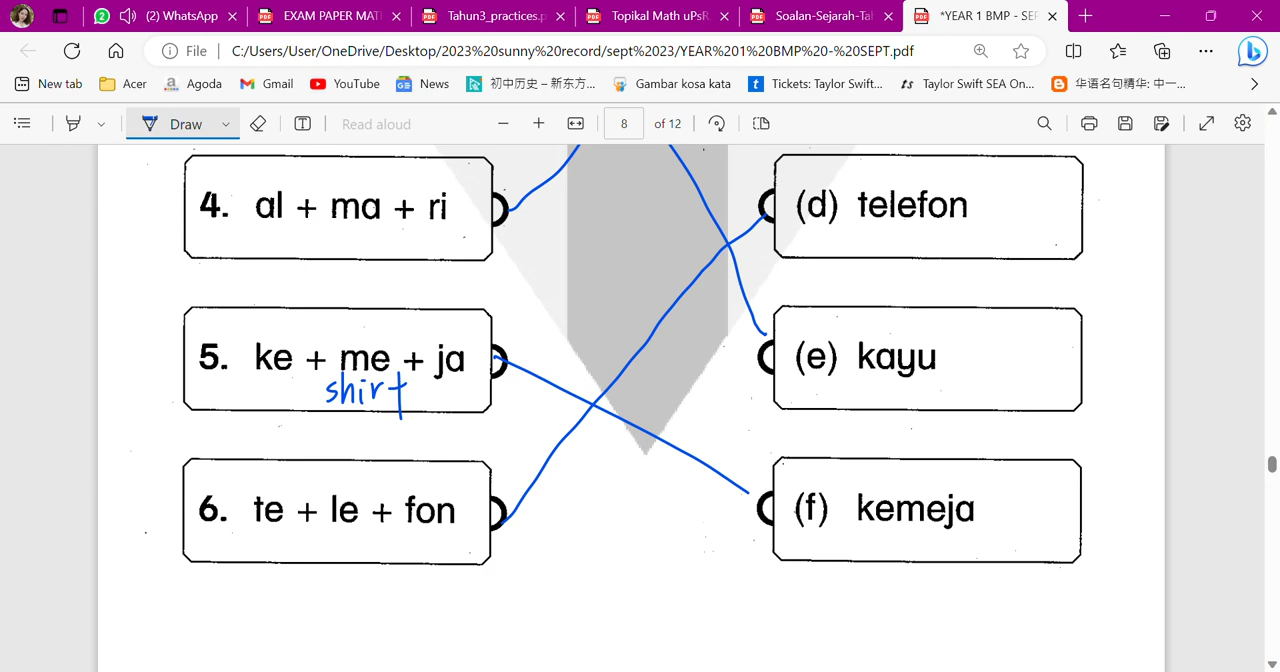 (2) WhatsApp
EXAM PAPER MAT
Tahun3_practices.p
Topikal Math uPsR
Soalan-Sejarah-Tal
*YEAR 1 BMP - SEP
File
C:/Users/User/OneDrive/Desktop/2023%20sunny%20record/sept%2023/YEAR%201%20BMP%20-%20SEPT.pdf
New tab
Acer
Agoda
Gmail
YouTube
News
初中历史 – 新东方...
Gambar kosa kata
Tickets: Taylor Swift...
Taylor Swift SEA On...
华语名句精华: 中一...
Draw
Read aloud
8
of 12
4. al + ma + ri
(d) telefon
5. ke + me + ja
shirt
(e) kayu
6. te + le + fon
(f) kemeja